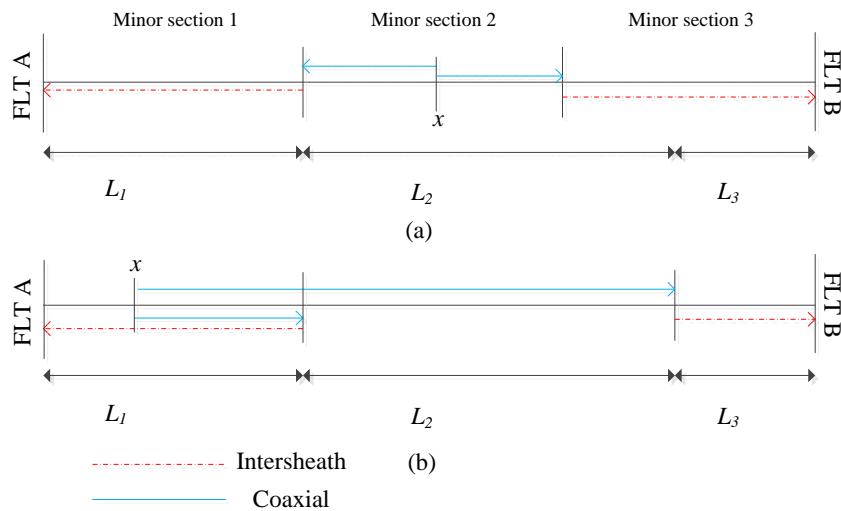 Minor section 1 Minor section 2 Minor section 3
FLT A
FLT B
x
L1 L2 L3
(a)
x
FLT A
FLT B
L1 L2 L3
Intersheath (b)
Coaxial